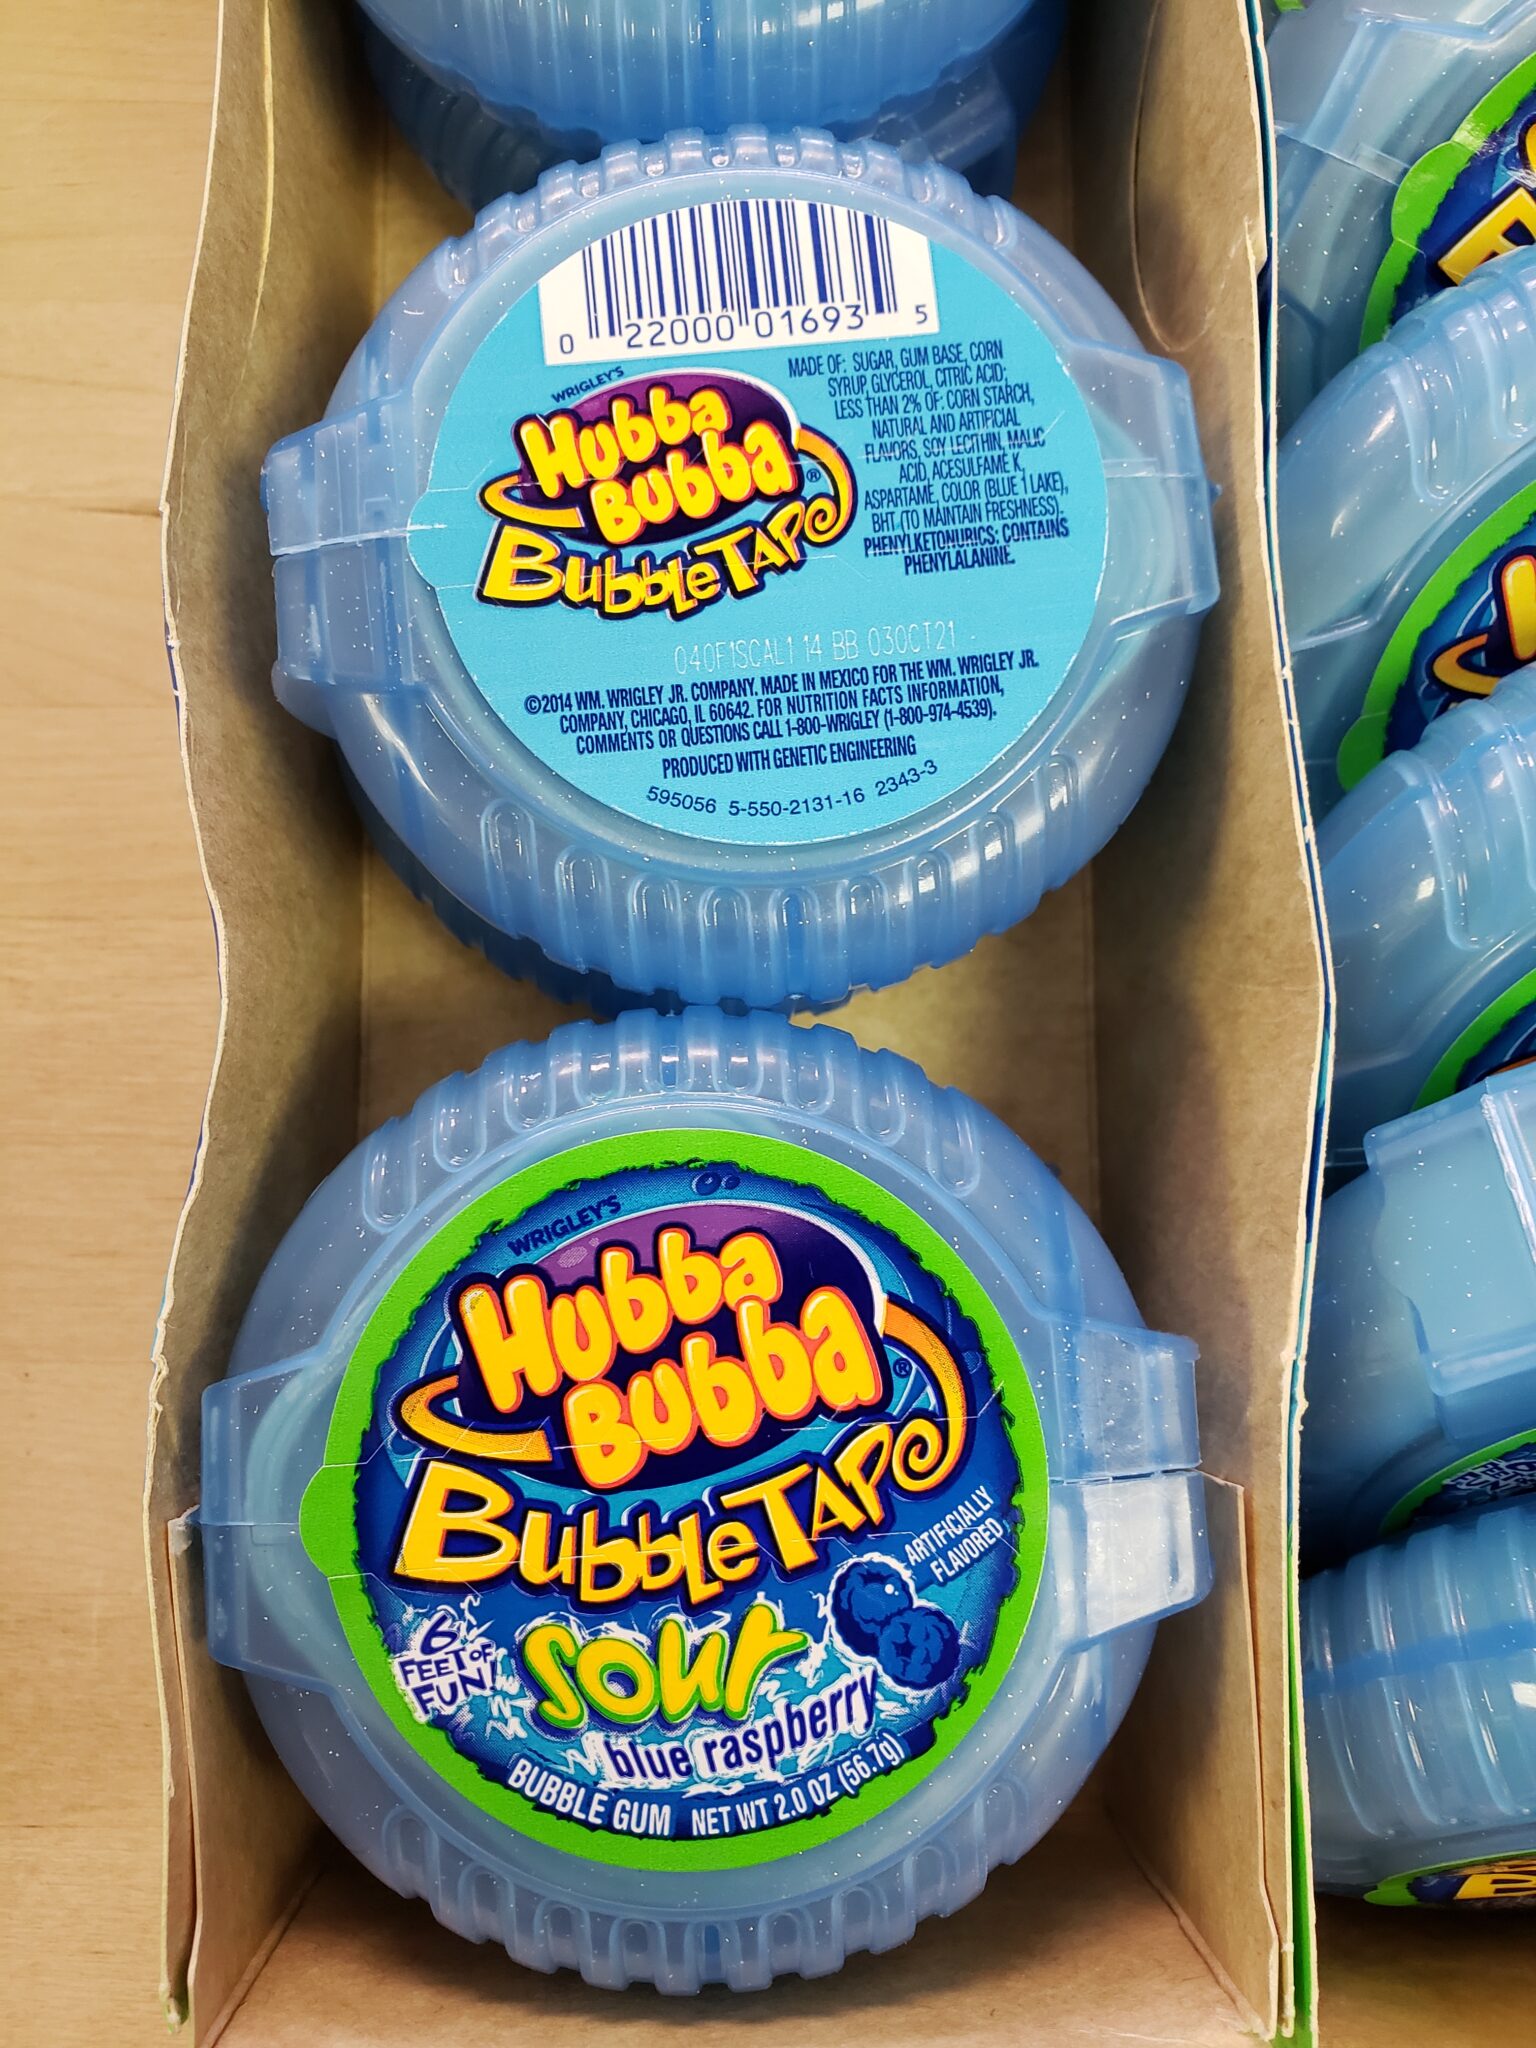 0 22000 01693 5
WRIGLEY'S
Hubba
Bubba®
BubbleTAPe
MADE OF: SUGAR, GUM BASE, CORN
SYRUP, GLYCEROL, CITRIC ACID;
LESS THAN 2% OF: CORN STARCH,
NATURAL AND ARTIFICIAL
FLAVORS, SOY LECITHIN, MALIC
ACID, ACESULFAME K,
ASPARTAME, COLOR (BLUE 1 LAKE),
BHT (TO MAINTAIN FRESHNESS).
PHENYLKETONURICS: CONTAINS
PHENYLALANINE.
040F1SCAL1 14 BB 03OCT21
©2014 WM. WRIGLEY JR. COMPANY. MADE IN MEXICO FOR THE WM. WRIGLEY JR.
COMPANY, CHICAGO, IL 60642. FOR NUTRITION FACTS INFORMATION,
COMMENTS OR QUESTIONS CALL 1-800-WRIGLEY (1-800-974-4539).
PRODUCED WITH GENETIC ENGINEERING
595056 5-550-2131-16 2343-3
WRIGLEY'S
Hubba
Bubba®
BubbleTAPe
ARTIFICIALLY
FLAVORED
6
FEET OF
FUN!
sour
blue raspberry
BUBBLE GUM NET WT 2.0 OZ (56.7g)